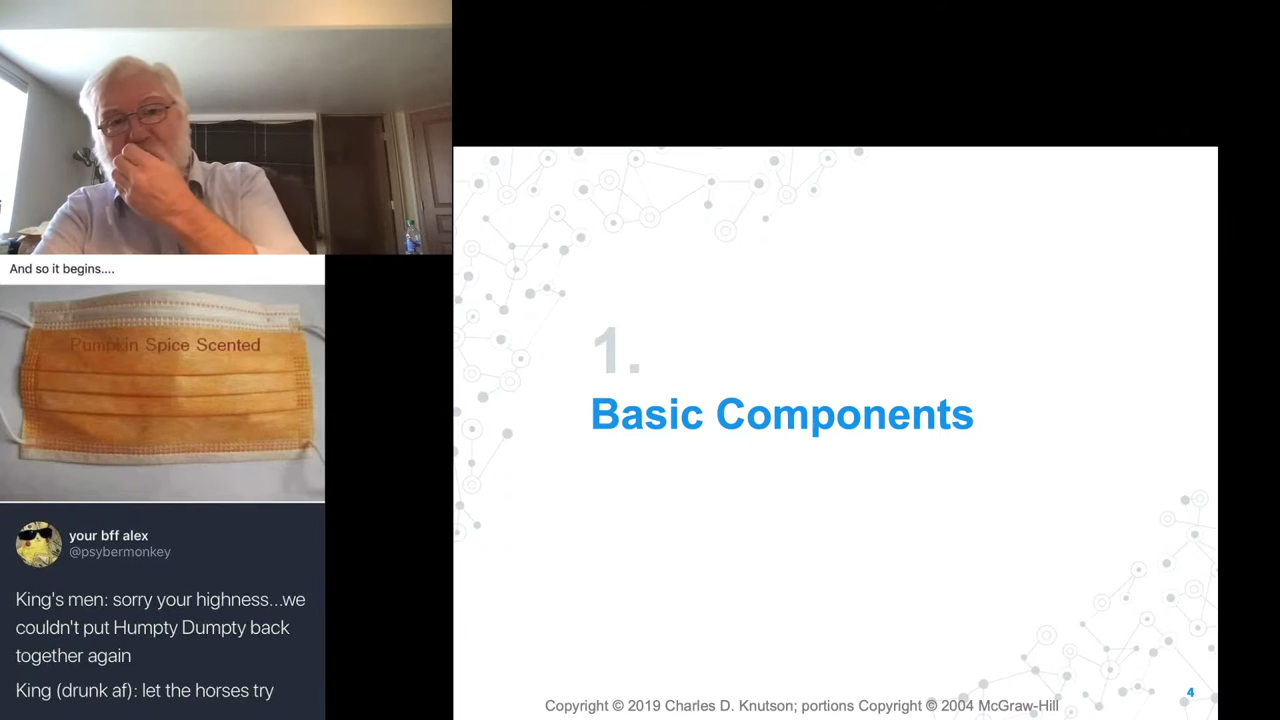 And so it begins....
Pumpkin Spice Scented
your bff alex
@psybermonkey
King's men: sorry your highness...we
couldn't put Humpty Dumpty back
together again
King (drunk af): let the horses try
1.
Basic Components
4
Copyright © 2019 Charles D. Knutson; portions Copyright © 2004 McGraw-Hill